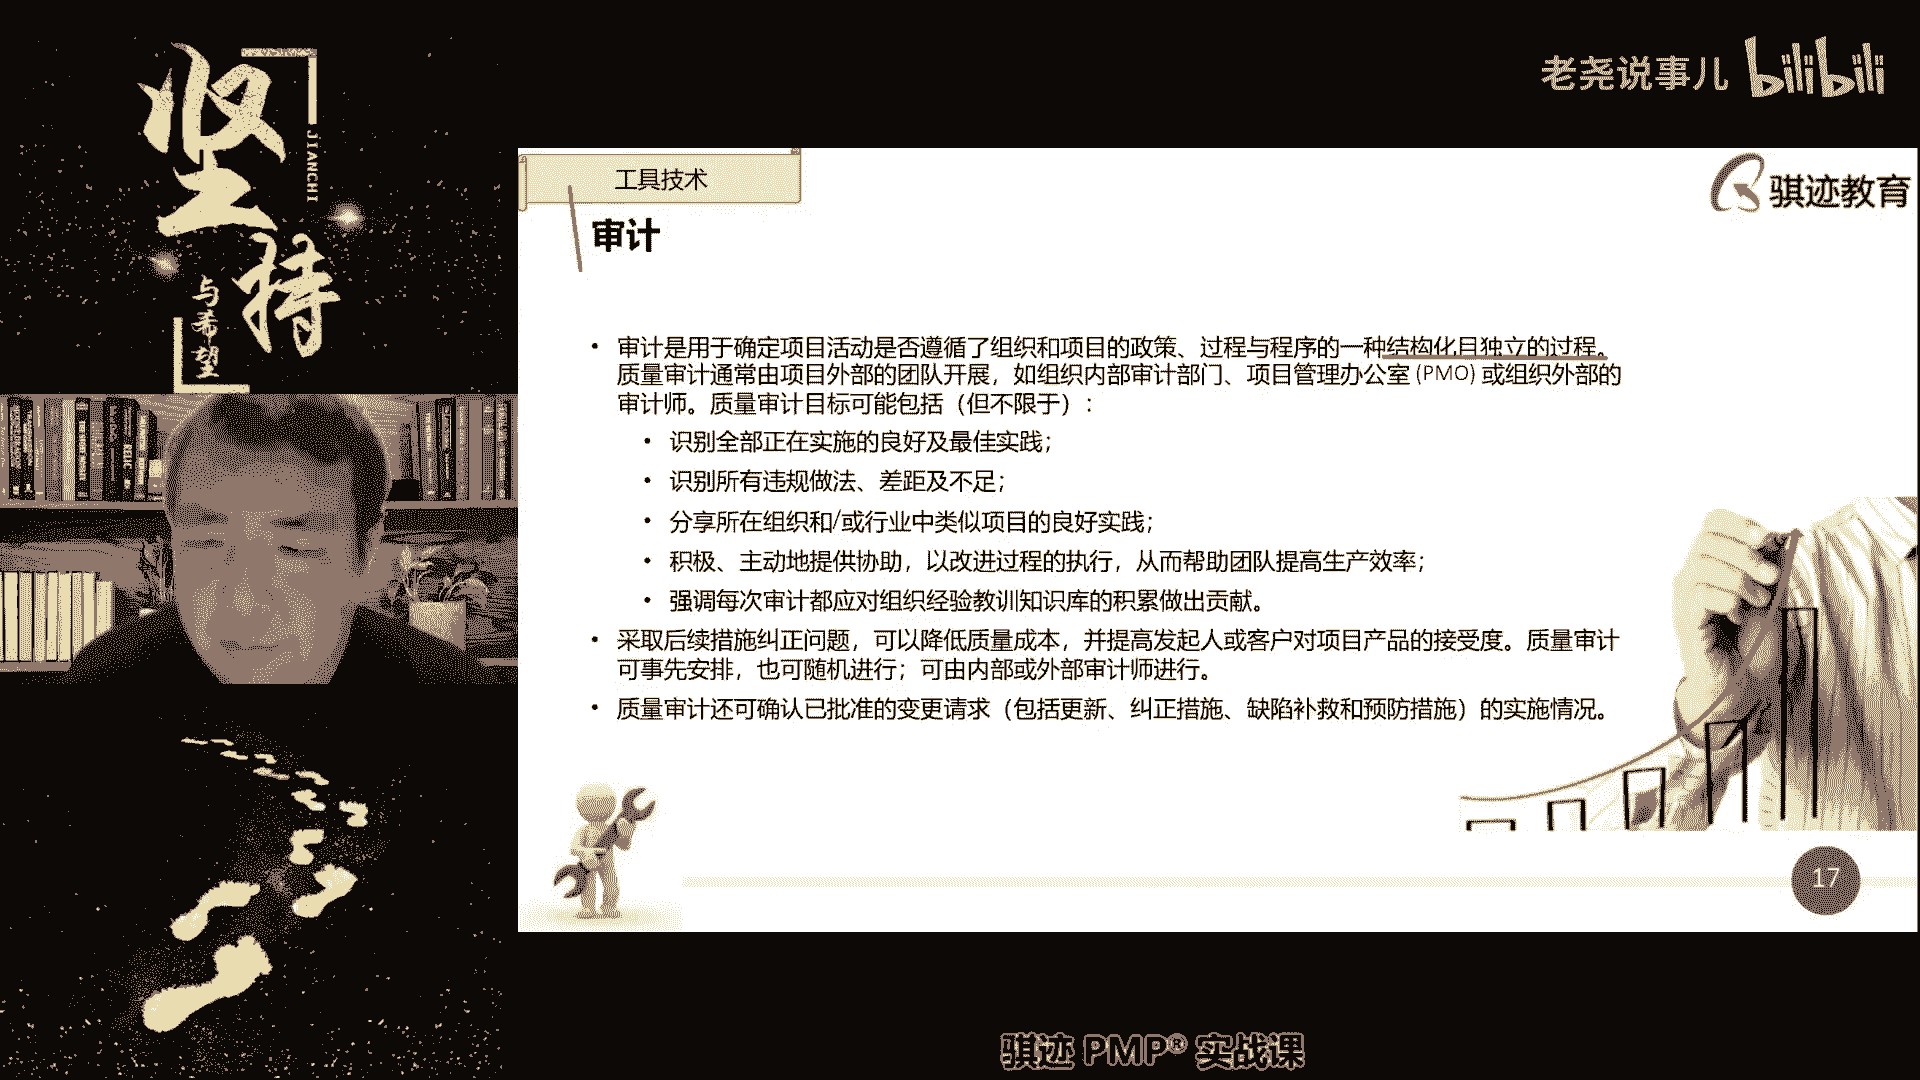 坚持
JIANCHI
与希望
老尧说事儿 bilibili
工具技术
骐迹教育
审计
• 审计是用于确定项目活动是否遵循了组织和项目的政策、过程与程序的一种结构化且独立的过程。
质量审计通常由项目外部的团队开展，如组织内部审计部门、项目管理办公室 (PMO) 或组织外部的
审计师。质量审计目标可能包括（但不限于）:
• 识别全部正在实施的良好及最佳实践；
• 识别所有违规做法、差距及不足；
• 分享所在组织和/或行业中类似项目的良好实践；
• 积极、主动地提供协助，以改进过程的执行，从而帮助团队提高生产效率；
• 强调每次审计都应对组织经验教训知识库的积累做出贡献。
• 采取后续措施纠正问题，可以降低质量成本，并提高发起人或客户对项目产品的接受度。质量审计
可事先安排，也可随机进行；可由内部或外部审计师进行。
• 质量审计还可确认已批准的变更请求（包括更新、纠正措施、缺陷补救和预防措施）的实施情况。
17
骐迹 PMP® 实战课